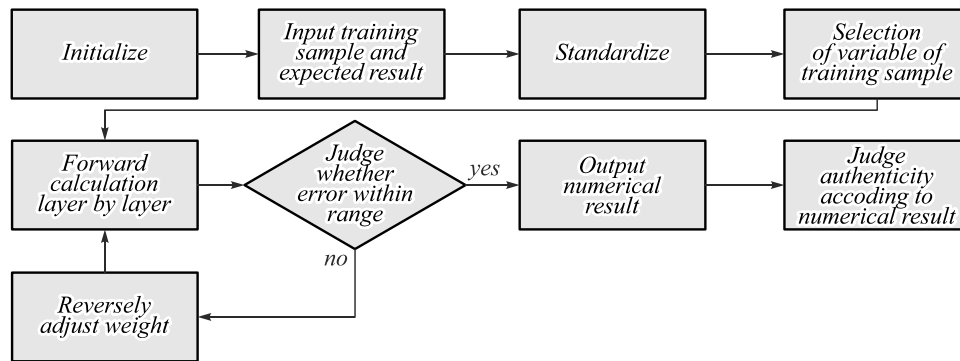 Initialize
Input training
sample and
expected result
Standardize
Selection
of variable of
training sample
Forward
calculation
layer by layer
Judge
whether
error within
range
yes
Output
numerical
result
Judge
authenticity
accoding to
numerical result
no
Reversely
adjust weight